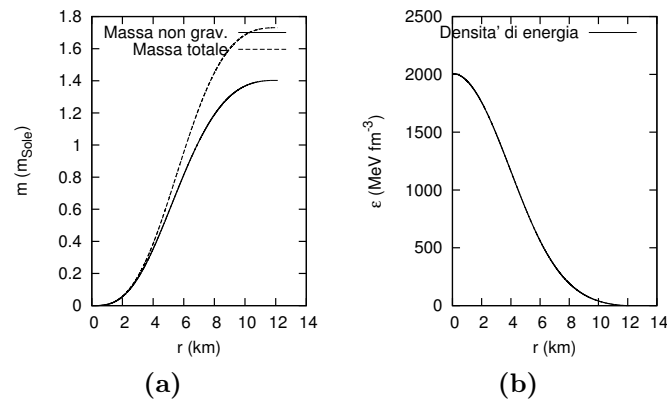 1.8
1.6
1.4
1.2
1
0.8
0.6
0.4
0.2
0
m (m_Sole)
Massa non grav.
Massa totale
0 2 4 6 8 10 12 14
r (km)
(a)
2500
2000
1500
1000
500
0
ε (MeV fm⁻³)
Densita' di energia
0 2 4 6 8 10 12 14
r (km)
(b)